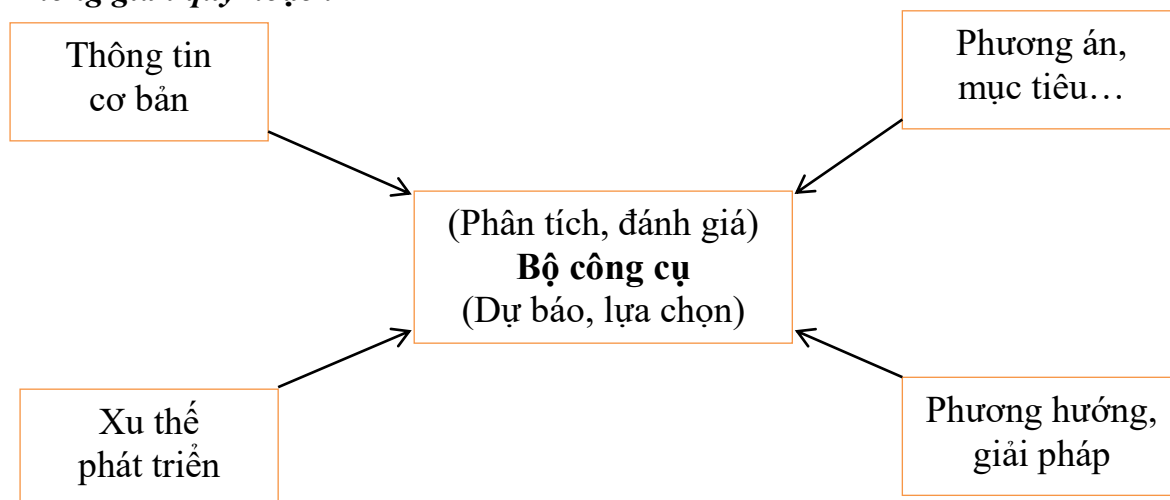 Thông tin
cơ bản
Phương án,
mục tiêu…
(Phân tích, đánh giá)
Bộ công cụ
(Dự báo, lựa chọn)
Xu thế
phát triển
Phương hướng,
giải pháp